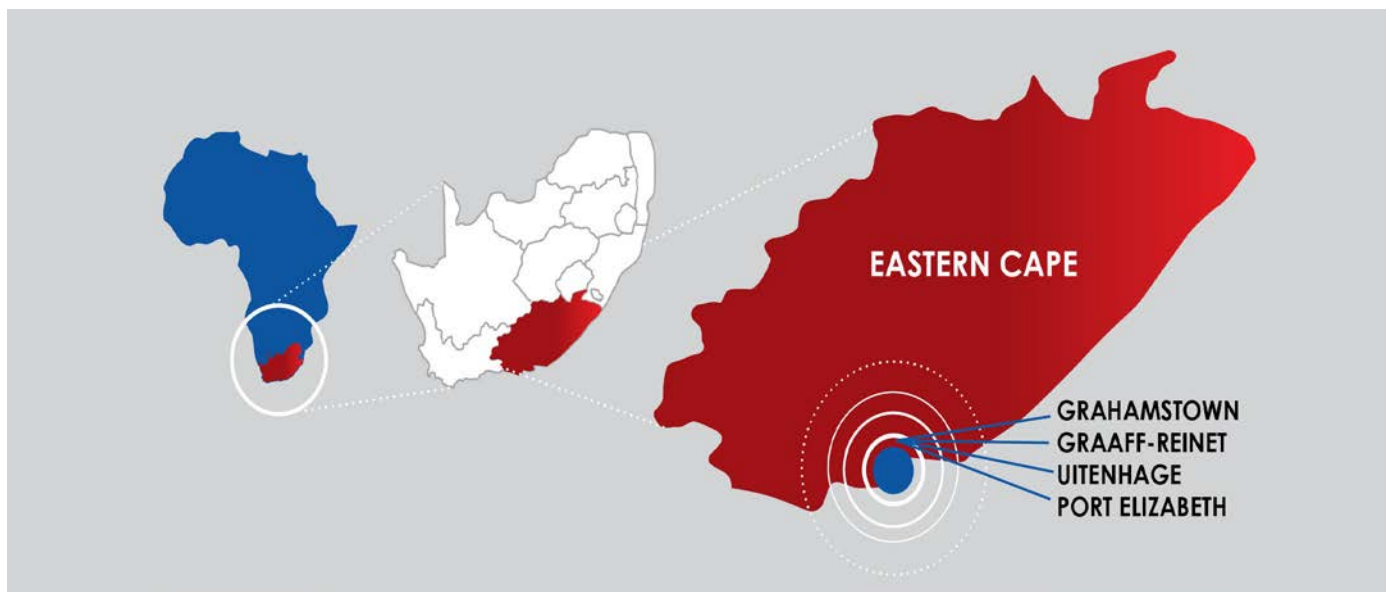 EASTERN CAPE
GRAHAMSTOWN
GRAAFF-REINET
UITENHAGE
PORT ELIZABETH